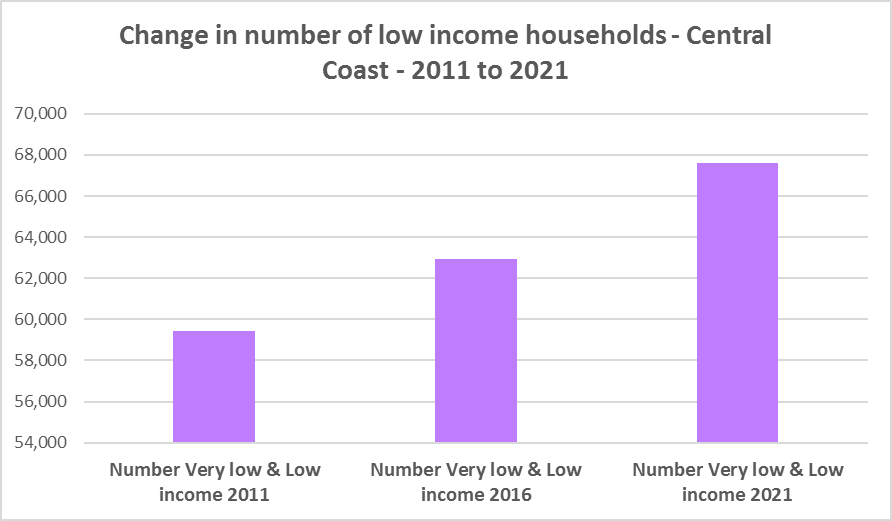 Change in number of low income households - Central
Coast - 2011 to 2021
70,000
68,000
66,000
64,000
62,000
60,000
58,000
56,000
54,000
Number Very low & Low
income 2011
Number Very low & Low
income 2016
Number Very low & Low
income 2021